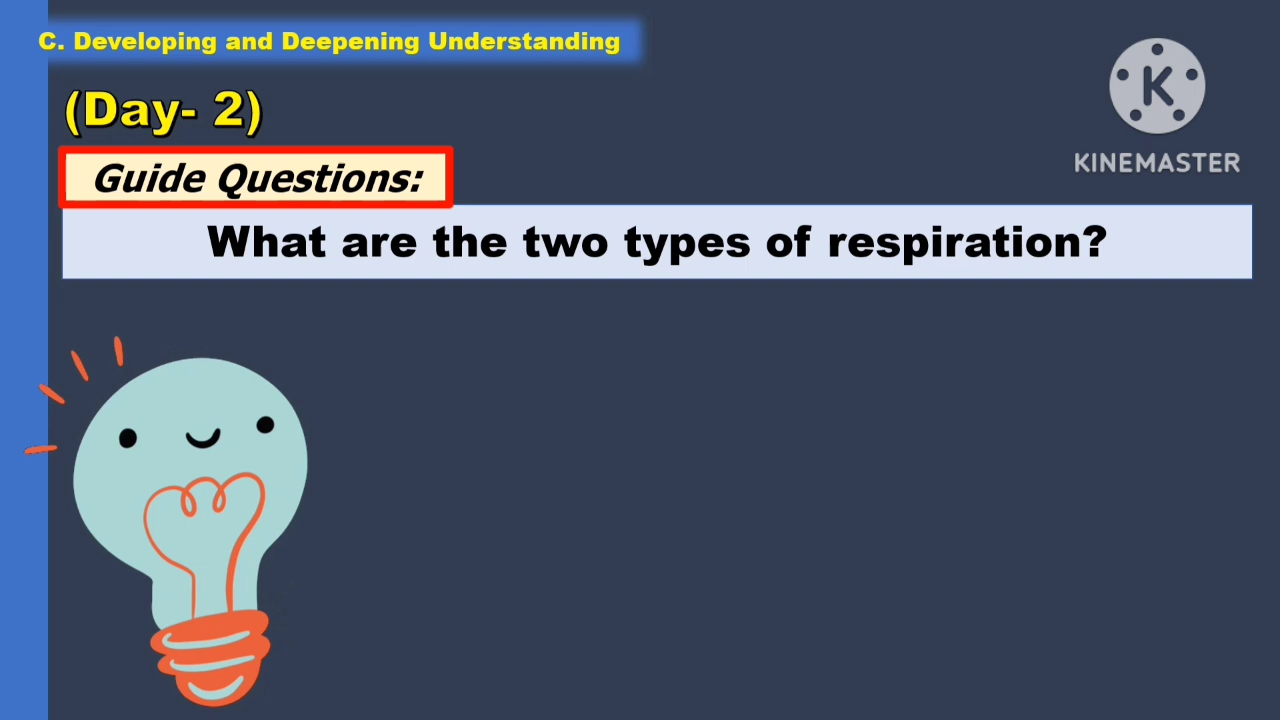 C. Developing and Deepening Understanding
(Day- 2)
K
KINEMASTER
Guide Questions:
What are the two types of respiration?